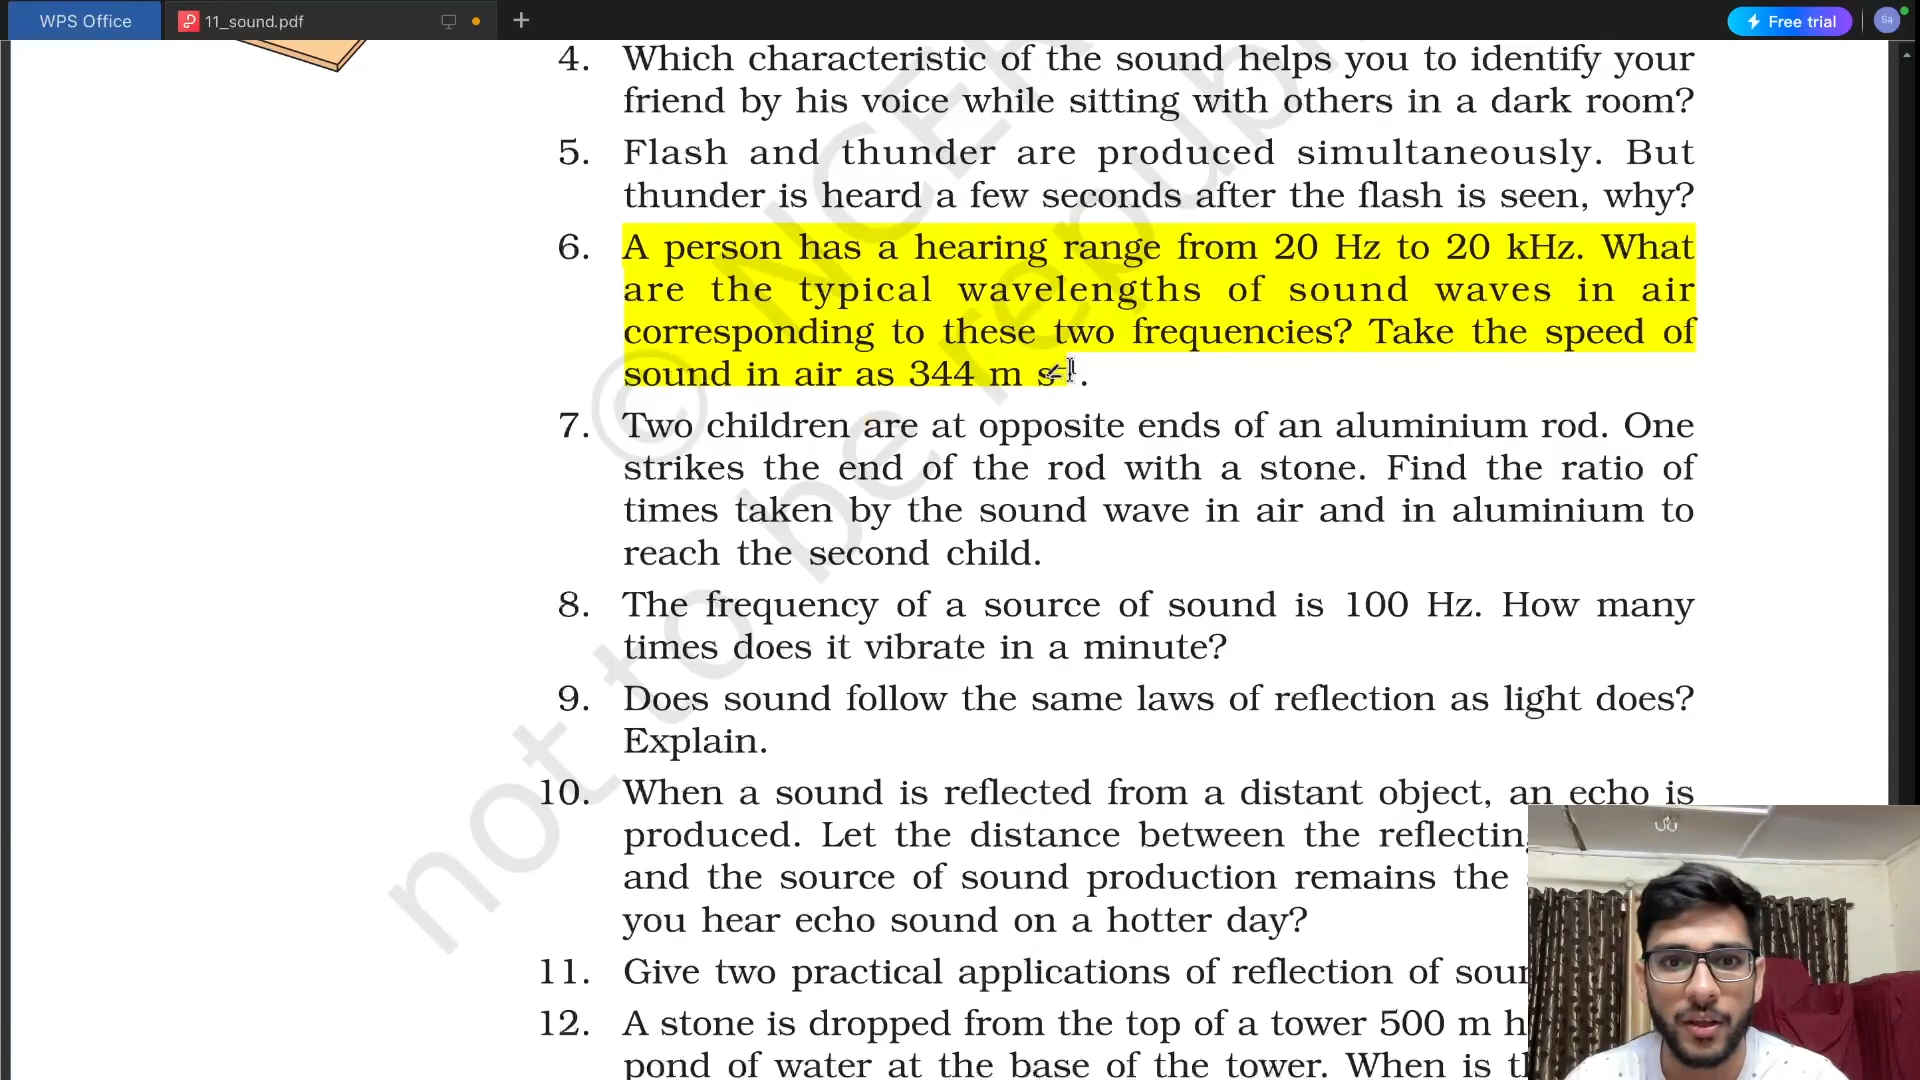 WPS Office
11_sound.pdf
Free trial
4. Which characteristic of the sound helps you to identify your
friend by his voice while sitting with others in a dark room?
5. Flash and thunder are produced simultaneously. But
thunder is heard a few seconds after the flash is seen, why?
6. A person has a hearing range from 20 Hz to 20 kHz. What
are the typical wavelengths of sound waves in air
corresponding to these two frequencies? Take the speed of
sound in air as 344 m s⁻¹.
7. Two children are at opposite ends of an aluminium rod. One
strikes the end of the rod with a stone. Find the ratio of
times taken by the sound wave in air and in aluminium to
reach the second child.
8. The frequency of a source of sound is 100 Hz. How many
times does it vibrate in a minute?
9. Does sound follow the same laws of reflection as light does?
Explain.
10. When a sound is reflected from a distant object, an echo is
produced. Let the distance between the
and the source of sound production remains the
you hear echo sound on a hotter day?
11. Give two practical applications of reflection of
12. A stone is dropped from the top of a tower 500 m
pond of water at the base of the tower. When is
© NCER
not to be republ